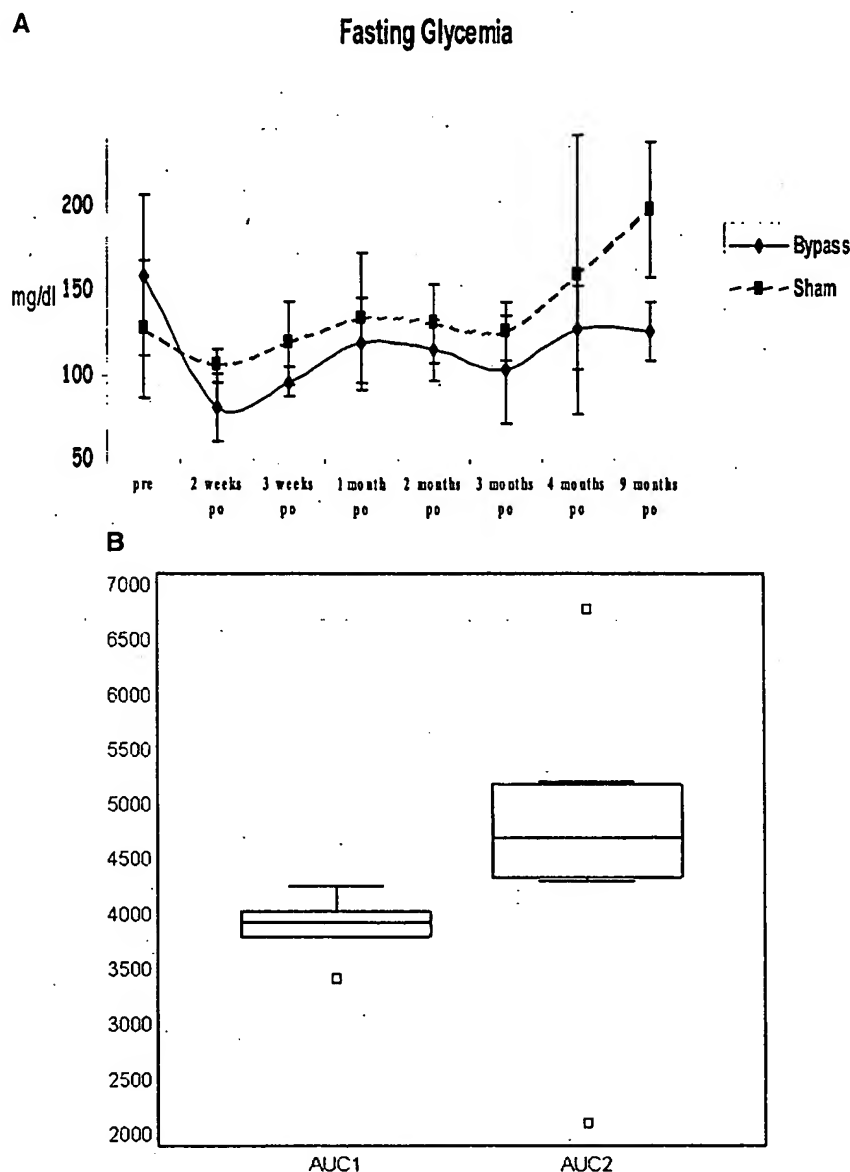 A
Fasting Glycemia
200
mg/dl 150
100
50
Bypass
Sham
pre 2 weeks po 3 weeks po 1 month po 2 months po 3 months po 4 months po 9 months po
B
7000
6500
6000
5500
5000
4500
4000
3500
3000
2500
2000
AUC1 AUC2